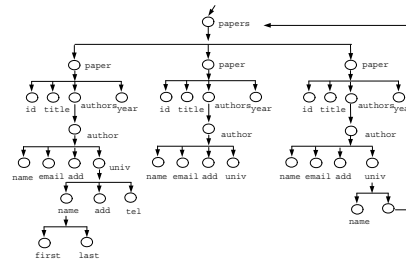 papers
paper paper paper
id title authors year id title authors year id title authors yea
author author author
name email add univ name email add univ name email add univ
name add tel name
first last